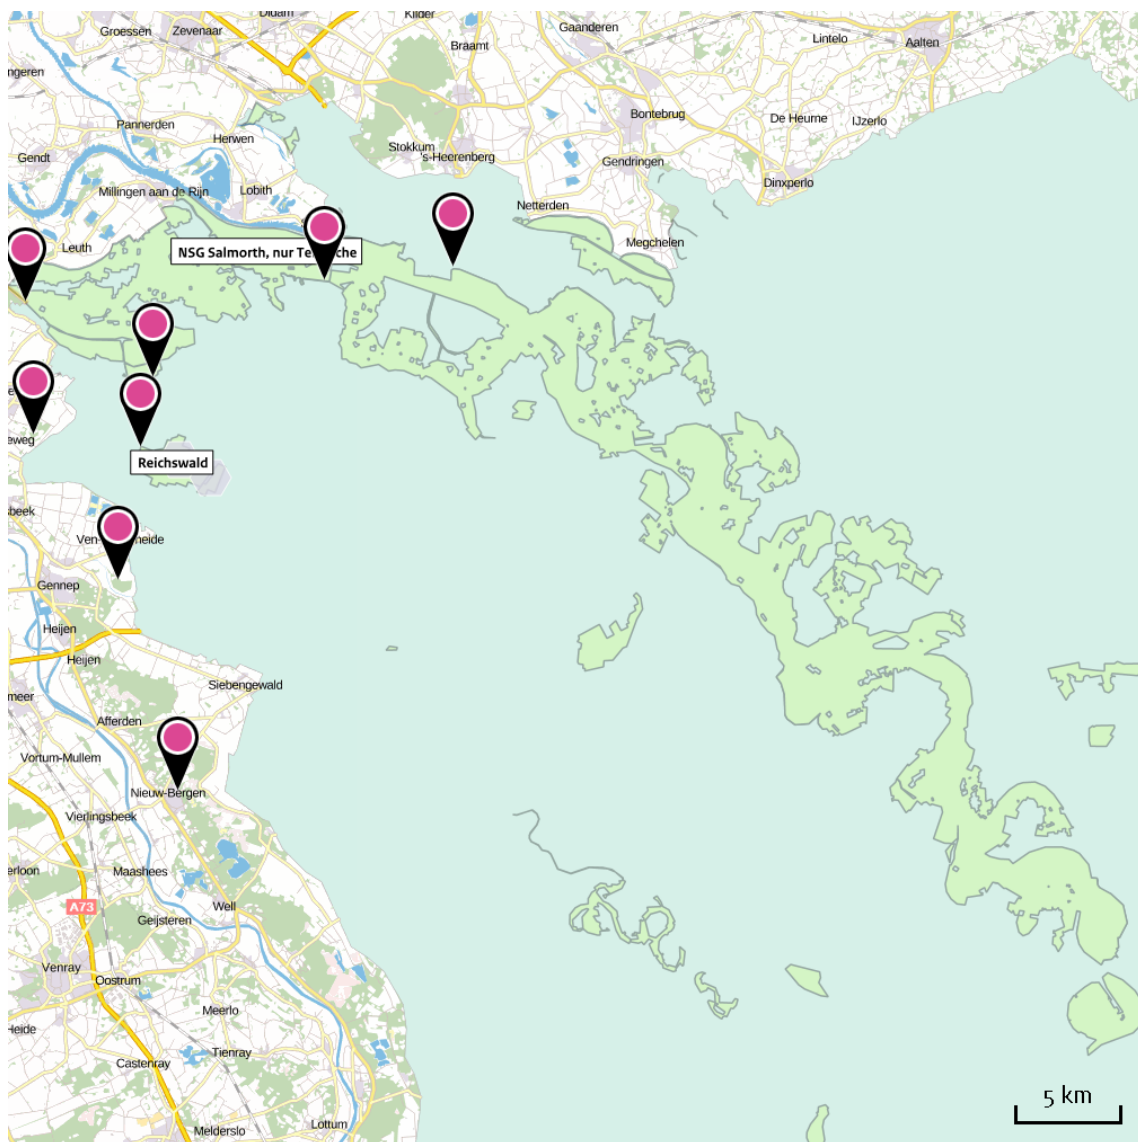 Didam
Kilder
Groessen
Zevenaar
Gaanderen
Lintelo
Aalten
Braamt
ngeren
Bontebrug
De Heurne
IJzerlo
Pannerden
Herwen
Stokkum
's-Heerenberg
Gendt
Gendringen
Dinxperlo
Millingen aan de Rijn
Lobith
Netterden
Megchelen
Leuth
NSG Salmorth, nur Te che
eweg
Reichswald
sbeek
Ven- heide
Gennep
Heijen
Heijen
Siebengewald
meer
Afferden
Vortum-Mullem
Nieuw-Bergen
Vierlingsbeek
erloon
Maashees
A73
Well
Geijsteren
Venray
Oostrum
Meerlo
Heide
Tienray
Castenray
5 km
Lottum
Melderslo